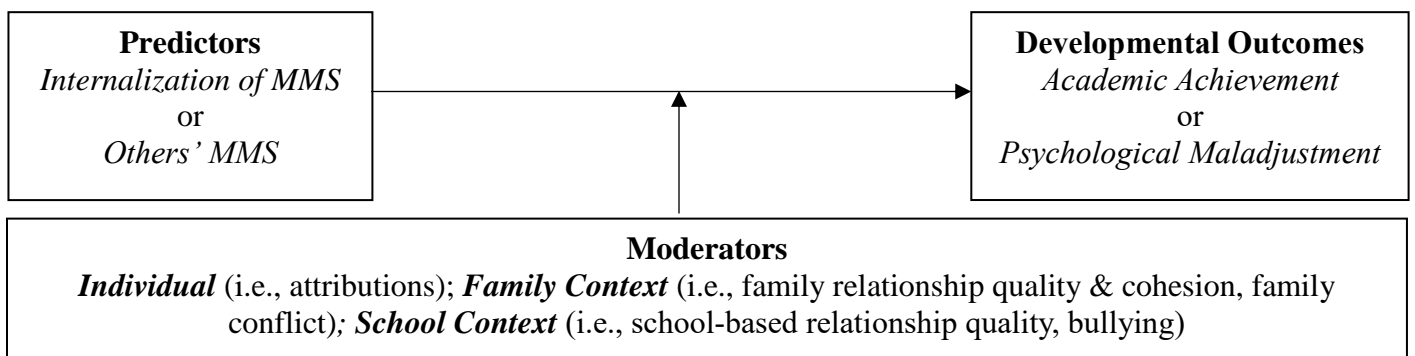 Predictors
Internalization of MMS
or
Others’ MMS
Developmental Outcomes
Academic Achievement
or
Psychological Maladjustment
Moderators
Individual (i.e., attributions); Family Context (i.e., family relationship quality & cohesion, family
conflict); School Context (i.e., school-based relationship quality, bullying)